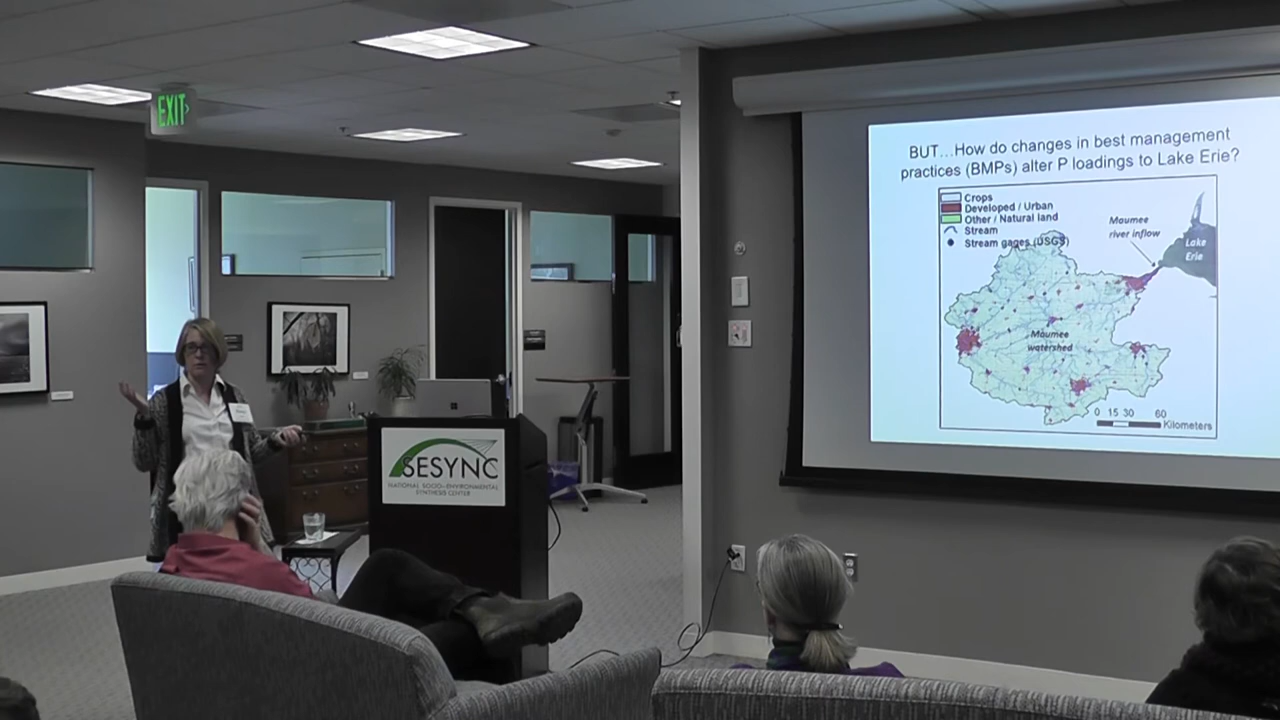 EXIT
BUT...How do changes in best management
practices (BMPs) alter P loadings to Lake Erie?
Crops
Developed / Urban
Other / Natural land
Stream
Stream gages (USGS)
Maumee
river inflow
Lake
Erie
Maumee
watershed
0 15 30 60
Kilometers
SESYNC
NATIONAL SOCIO-ENVIRONMENTAL
SYNTHESIS CENTER